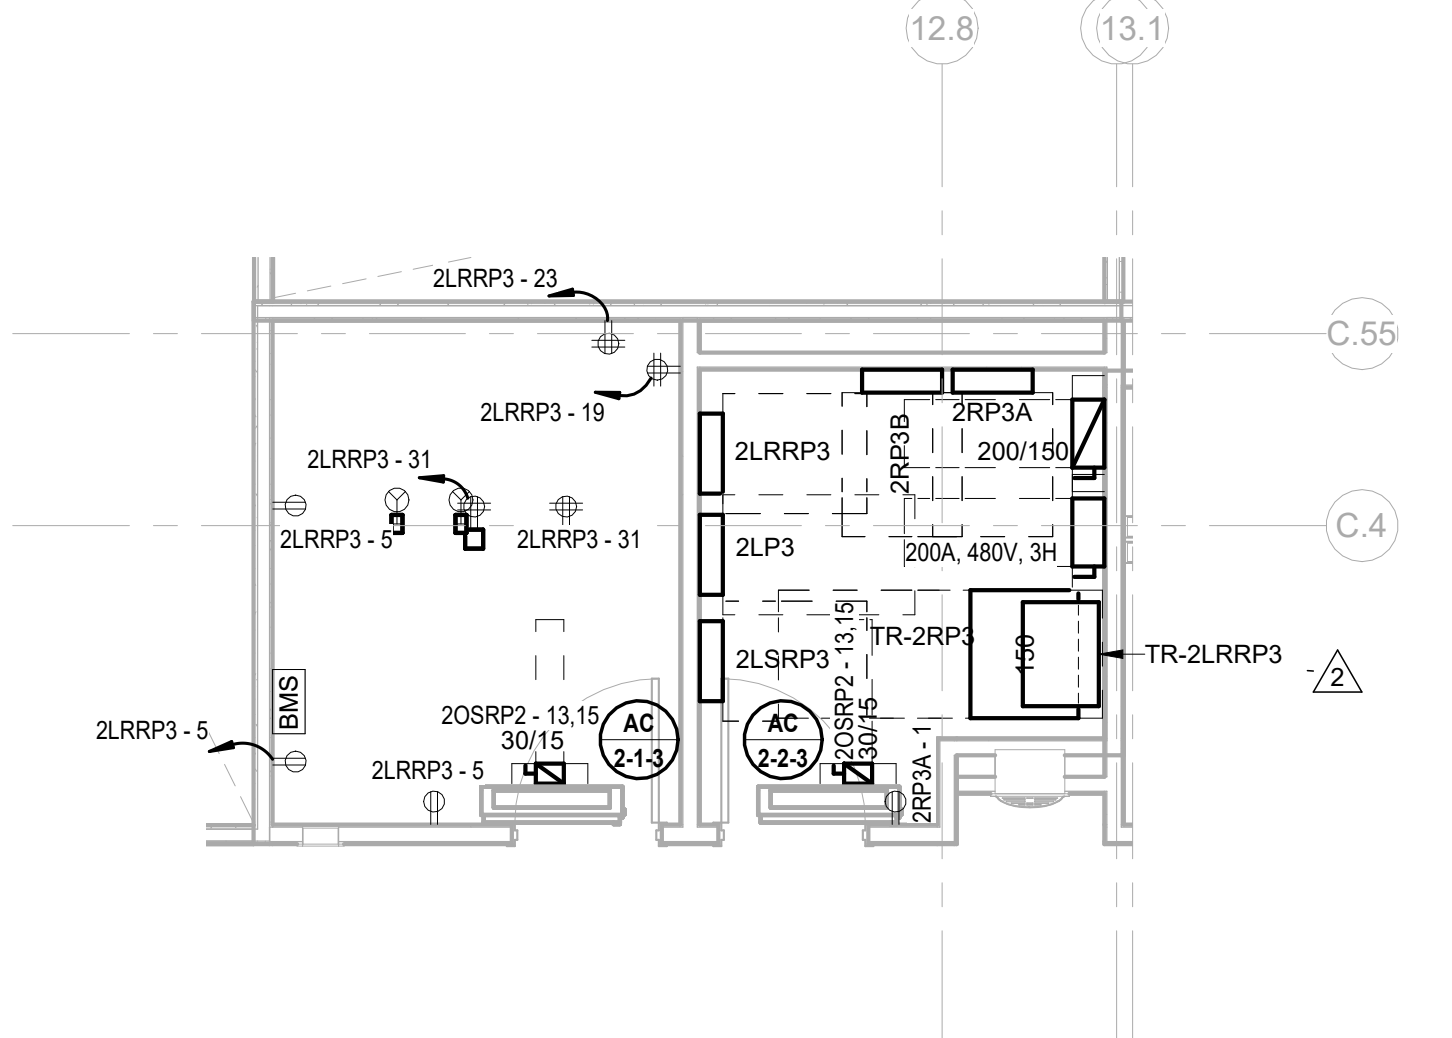 12.8
13.1
2LRRP3 - 23
C.55
2LRRP3 - 19
2RP3A
2RP3B
2LRRP3
200/150
2LRRP3 - 31
2LRRP3 - 5
2LRRP3 - 31
C.4
2LP3
200A, 480V, 3H
2OSRP2 - 13,15
30/15
TR-2RP3
150
TR-2LRRP3
2
2LSRP3
BMS
2LRRP3 - 5
2OSRP2 - 13,15
30/15
AC
2-1-3
AC
2-2-3
2LRRP3 - 5
2RP3A - 1